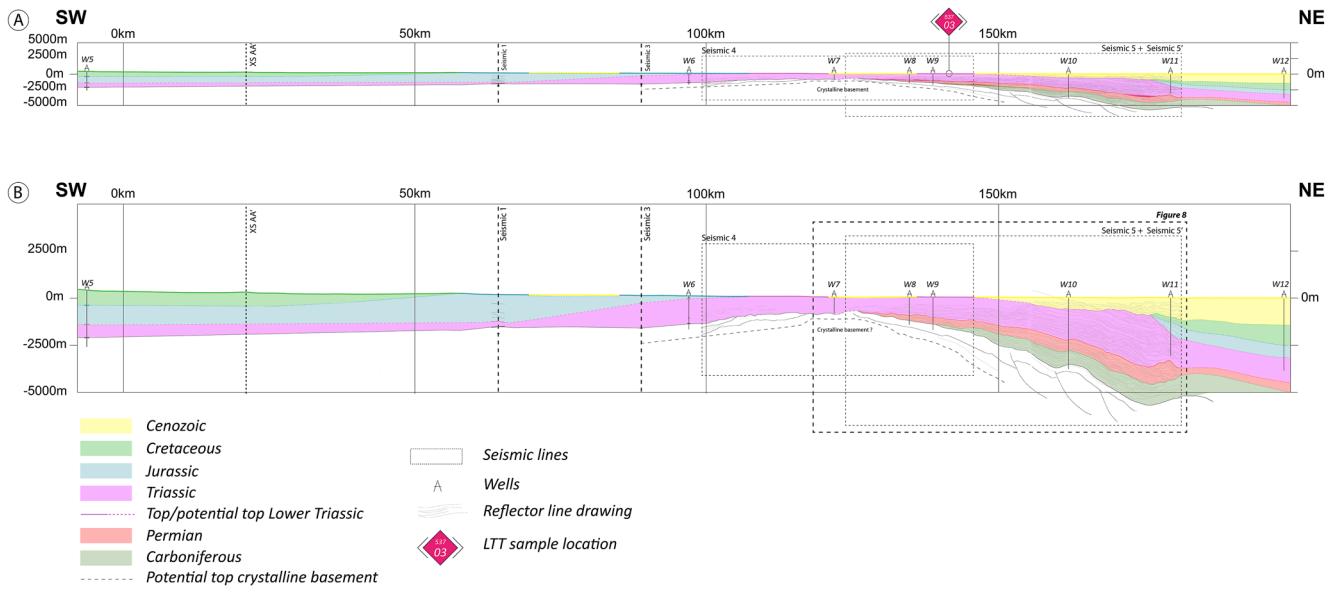 A SW NE
0km 50km 100km 150km
5000m
2500m
0m
-2500m
-5000m
0m
W5
XS AA'
Seismic 1
Seismic 3
Seismic 4
W6
W7
W8
W9
537
03
Seismic 5 + Seismic 5'
W10
W11
W12
Crystalline basement
B SW NE
0km 50km 100km 150km
2500m
0m
-2500m
-5000m
0m
W5
XS AA'
Seismic 1
Seismic 3
Seismic 4
W6
W7
W8
W9
Figure 8
Seismic 5 + Seismic 5'
W10
W11
W12
Crystalline basement ?
Cenozoic
Cretaceous
Jurassic
Triassic
Top/potential top Lower Triassic
Permian
Carboniferous
Potential top crystalline basement
Seismic lines
Wells
Reflector line drawing
537
03
LTT sample location